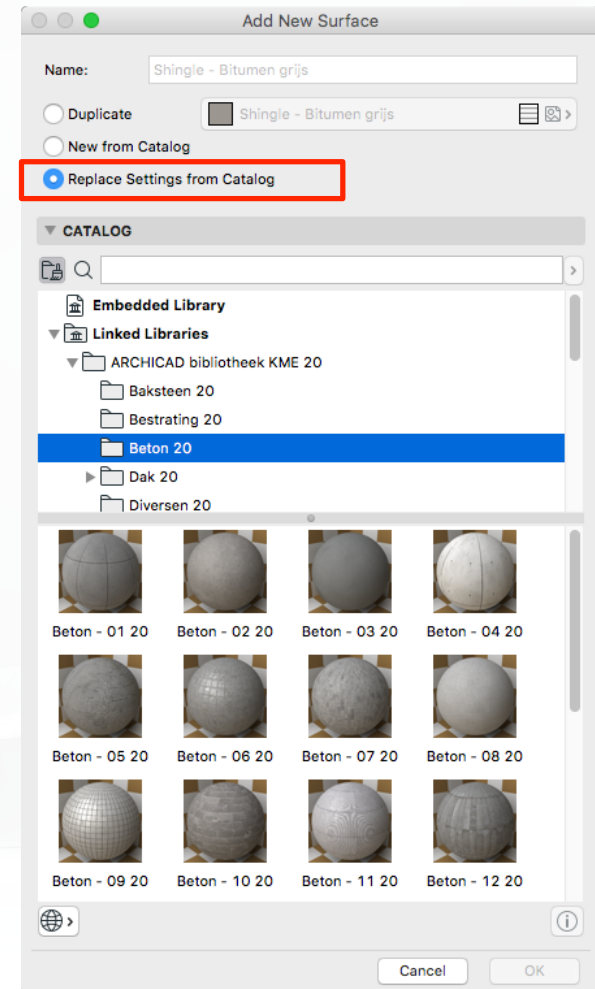 Add New Surface
Name: Shingle - Bitumen grijs
Duplicate Shingle - Bitumen grijs
New from Catalog
Replace Settings from Catalog
CATALOG
Embedded Library
Linked Libraries
ARCHICAD bibliotheek KME 20
Baksteen 20
Bestrating 20
Beton 20
Dak 20
Diversen 20
Beton - 01 20 Beton - 02 20 Beton - 03 20 Beton - 04 20
Beton - 05 20 Beton - 06 20 Beton - 07 20 Beton - 08 20
Beton - 09 20 Beton - 10 20 Beton - 11 20 Beton - 12 20
Cancel OK